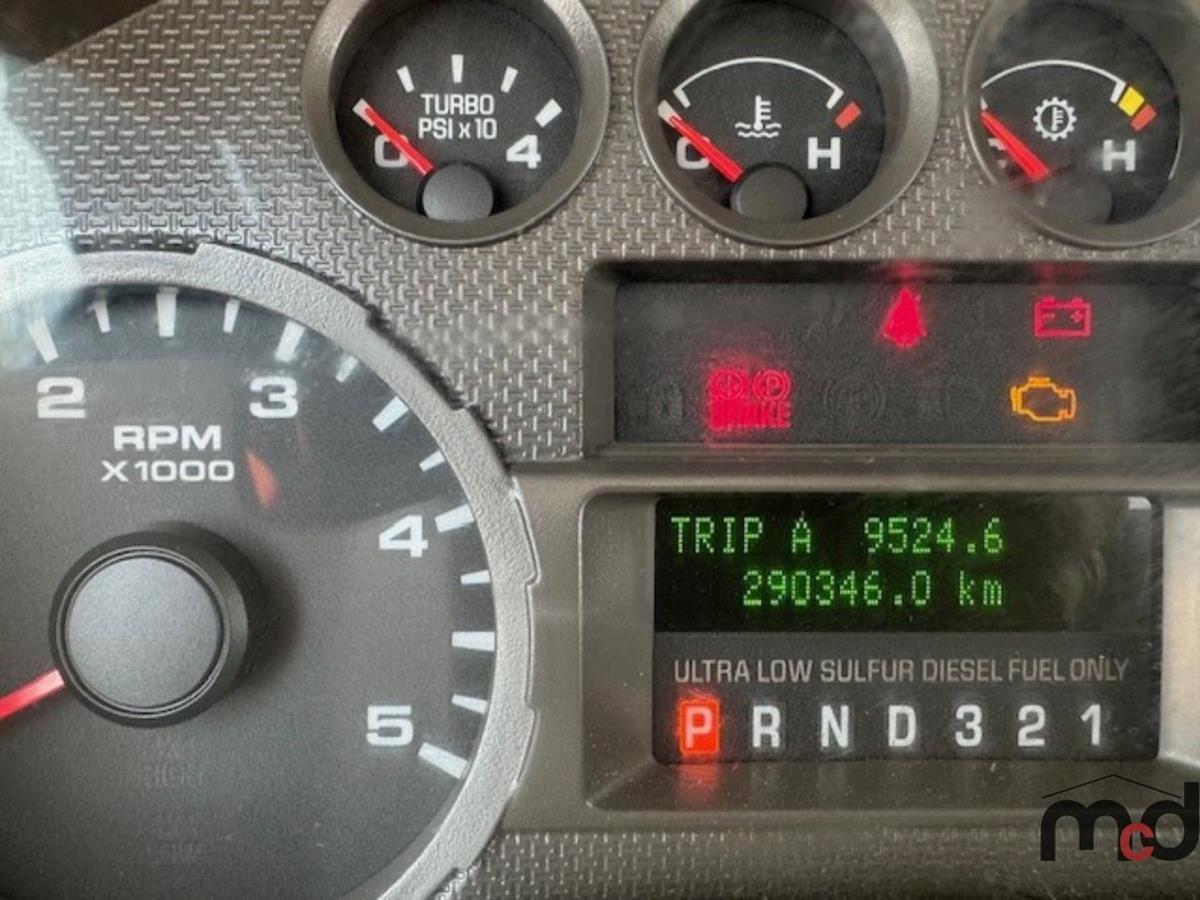 TURBO
PSI x 10
0 4
C H
H
2 3
RPM
X1000
4
5
BRAKE
TRIP A 9524.6
290346.0 km
ULTRA LOW SULFUR DIESEL FUEL ONLY
P R N D 3 2 1
mcd